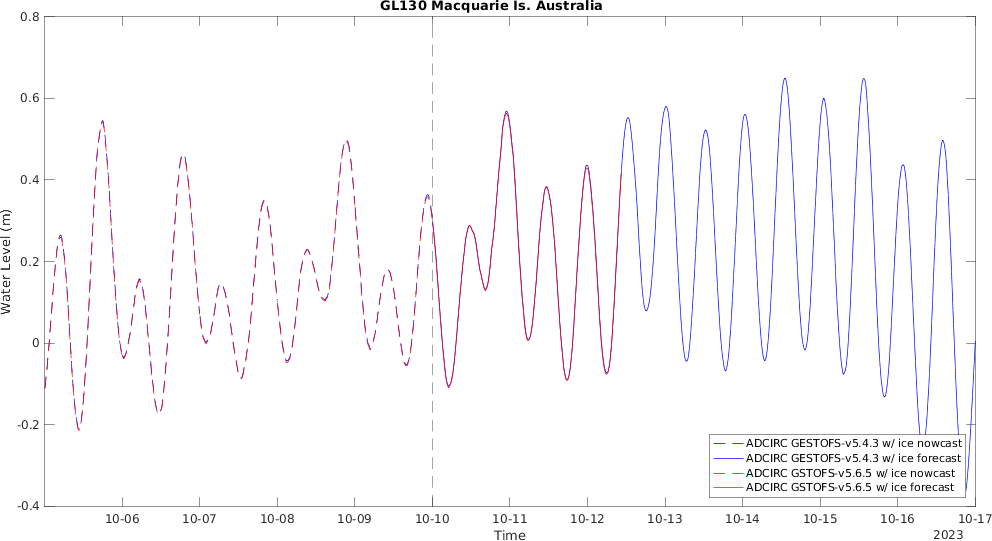 GL130 Macquarie Is. Australia
0.8
0.6
0.4
0.2
0
-0.2
-0.4
Water Level (m)
10-06
10-07
10-08
10-09
10-10
10-11
10-12
10-13
10-14
10-15
10-16
10-17
Time
2023
ADCIRC GESTOFS-v5.4.3 w/ ice nowcast
ADCIRC GESTOFS-v5.4.3 w/ ice forecast
ADCIRC GSTOFS-v5.6.5 w/ ice nowcast
ADCIRC GSTOFS-v5.6.5 w/ ice forecast